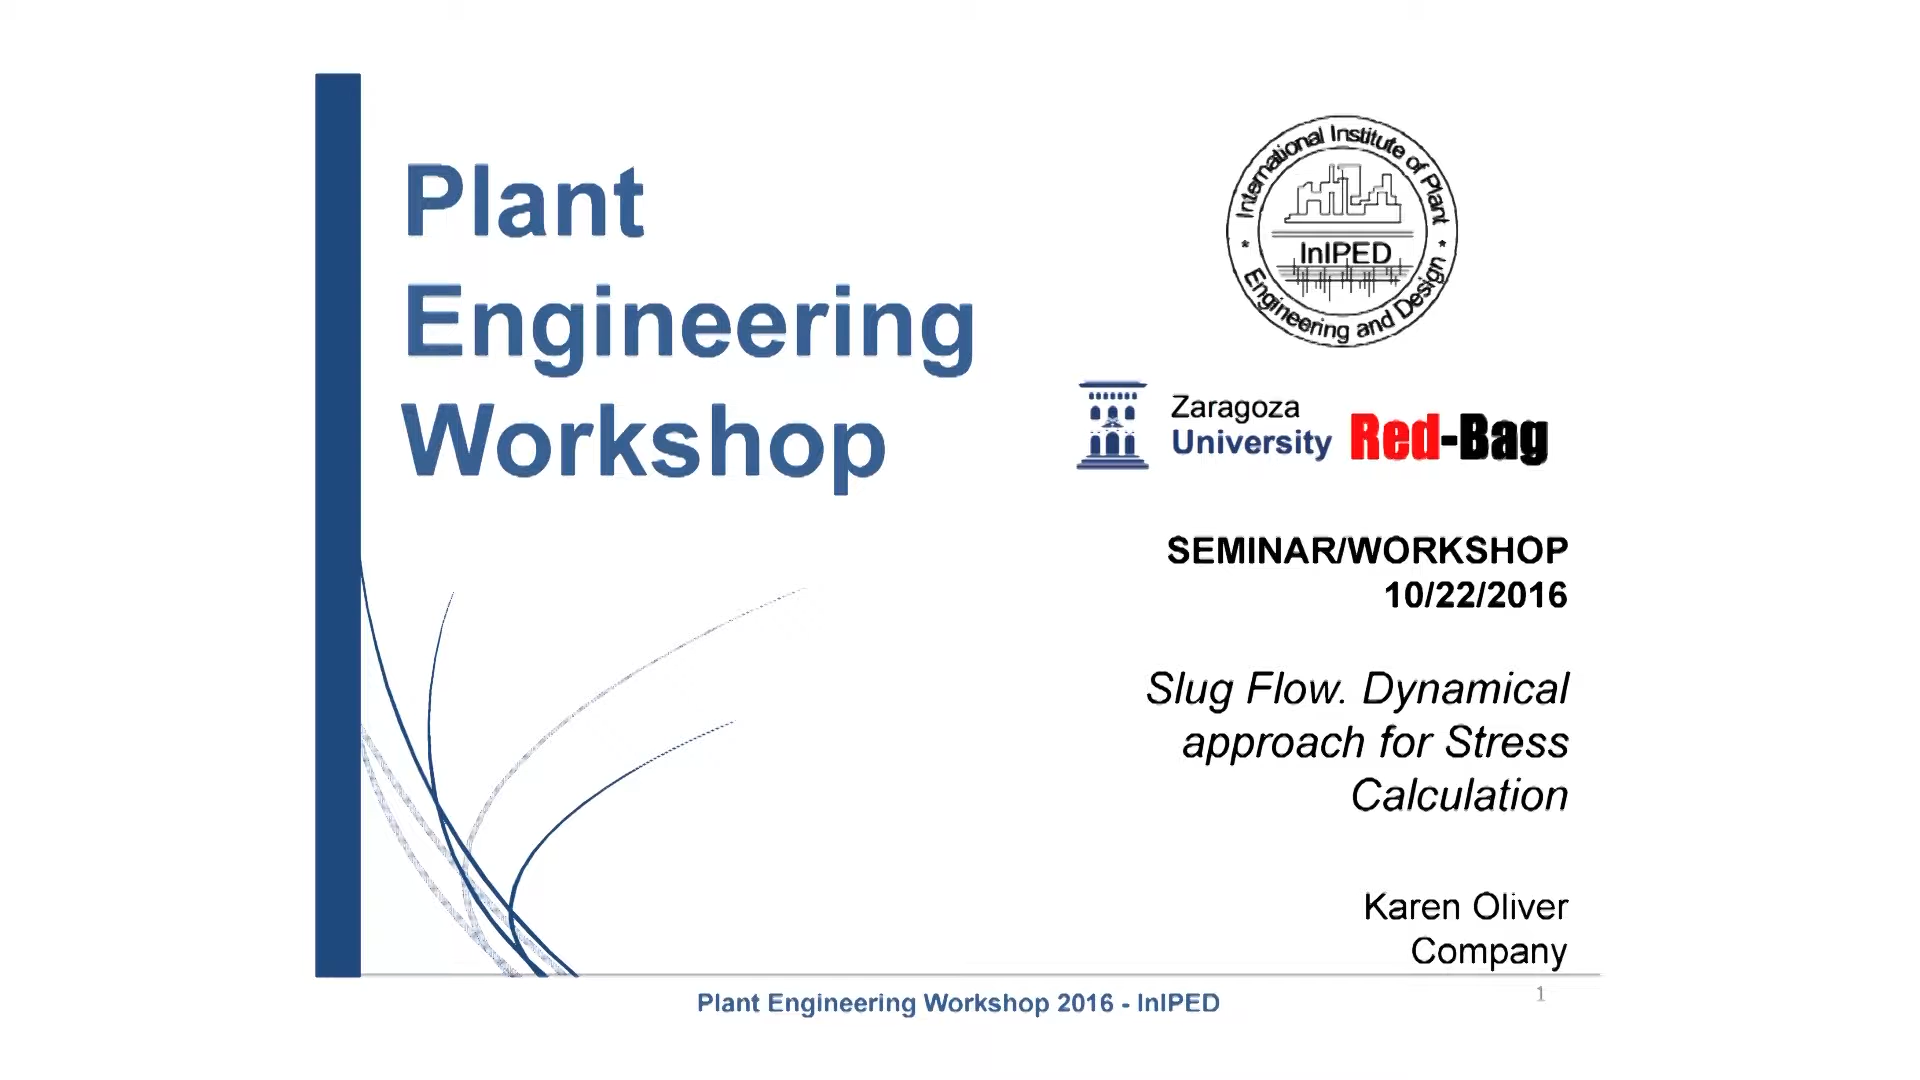 Plant
Engineering
Workshop
International Institute of Plant
InIPED
* Engineering and Design *
Zaragoza
University
Red-Bag
SEMINAR/WORKSHOP
10/22/2016
Slug Flow. Dynamical
approach for Stress
Calculation
Karen Oliver
Company
Plant Engineering Workshop 2016 - InIPED
1